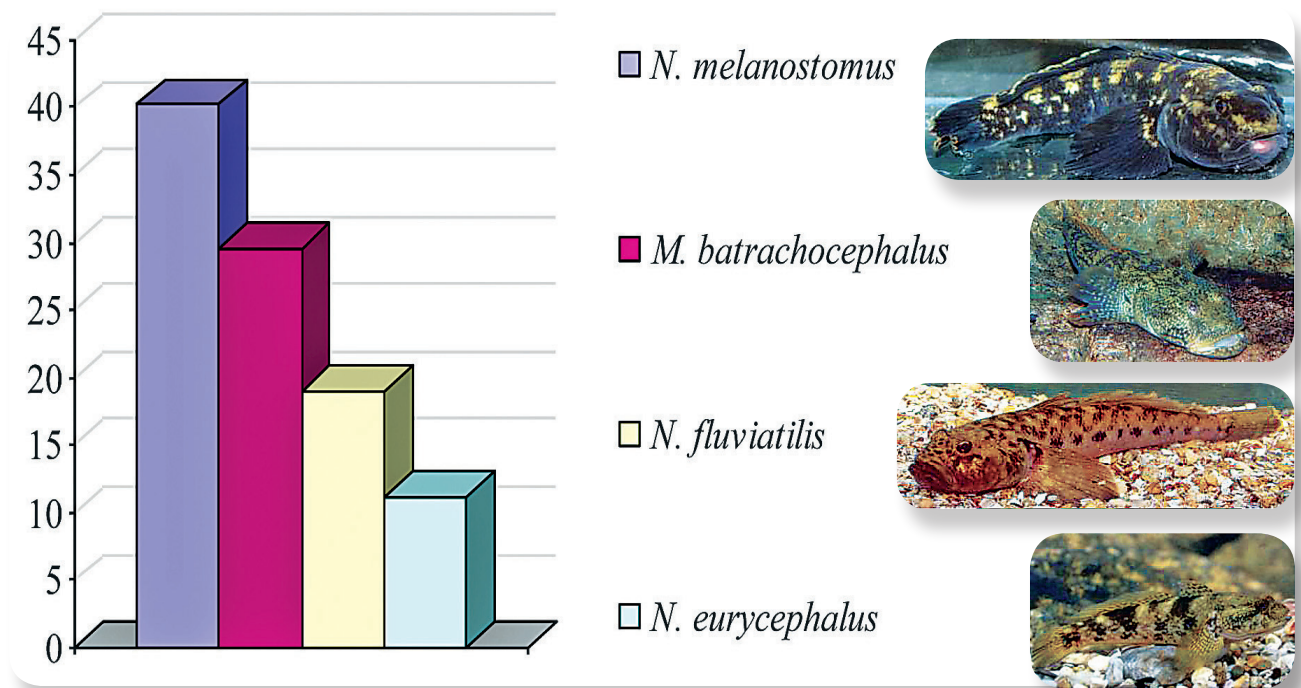 45
40
35
30
25
20
15
10
5
0
N. melanostomus
M. batrachocephalus
N. fluviatilis
N. eurycephalus